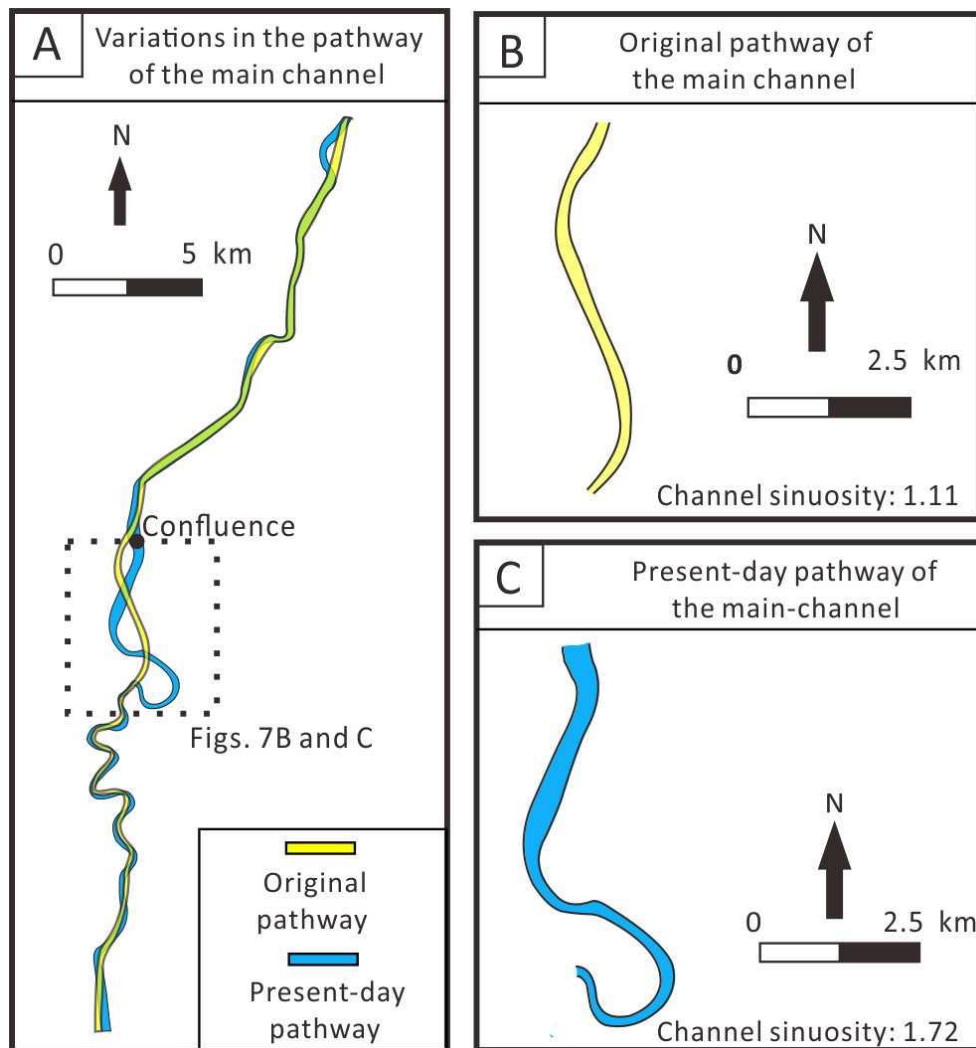 A
Variations in the pathway
of the main channel
N
0 5 km
Confluence
Figs. 7B and C
Original
pathway
Present-day
pathway
B
Original pathway of
the main channel
N
0 2.5 km
Channel sinuosity: 1.11
C
Present-day pathway of
the main-channel
N
0 2.5 km
Channel sinuosity: 1.72